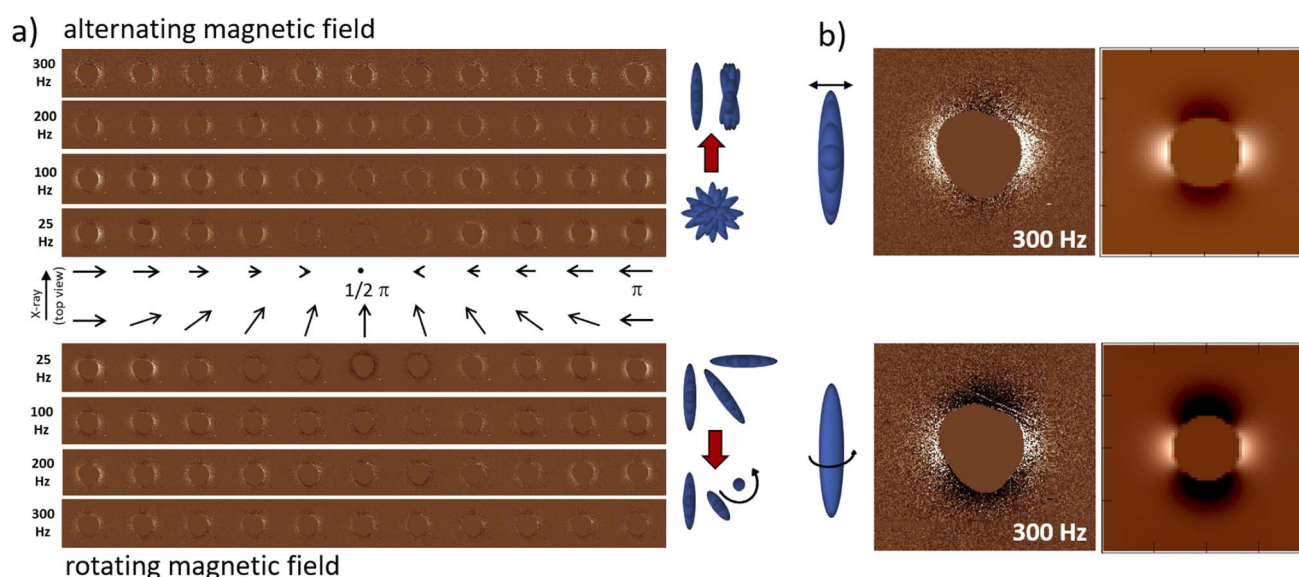 a)
alternating magnetic field
300
Hz
200
Hz
100
Hz
25
Hz
X-ray
(top view)
1/2 π
π
25
Hz
100
Hz
200
Hz
300
Hz
rotating magnetic field
b)
300 Hz
300 Hz